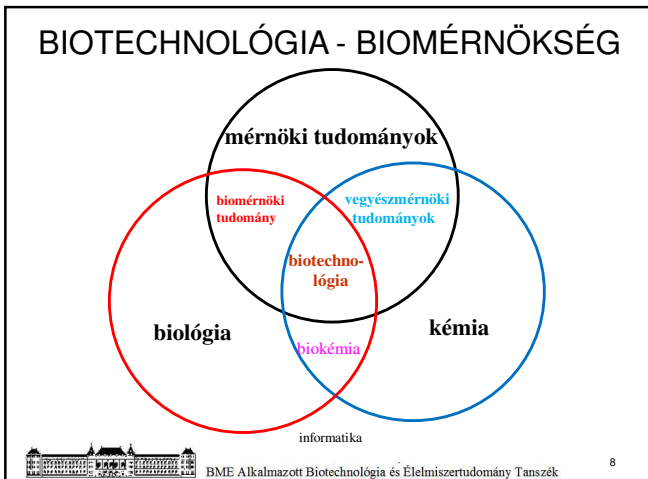 BIOTECHNOLÓGIA - BIOMÉRNÖKSÉG
mérnöki tudományok
biomérnöki
tudomány
vegyészmérnöki
tudományok
biotechno-
lógia
biológia
kémia
biokémia
informatika
BME Alkalmazott Biotechnológia és Élelmiszertudomány Tanszék
8